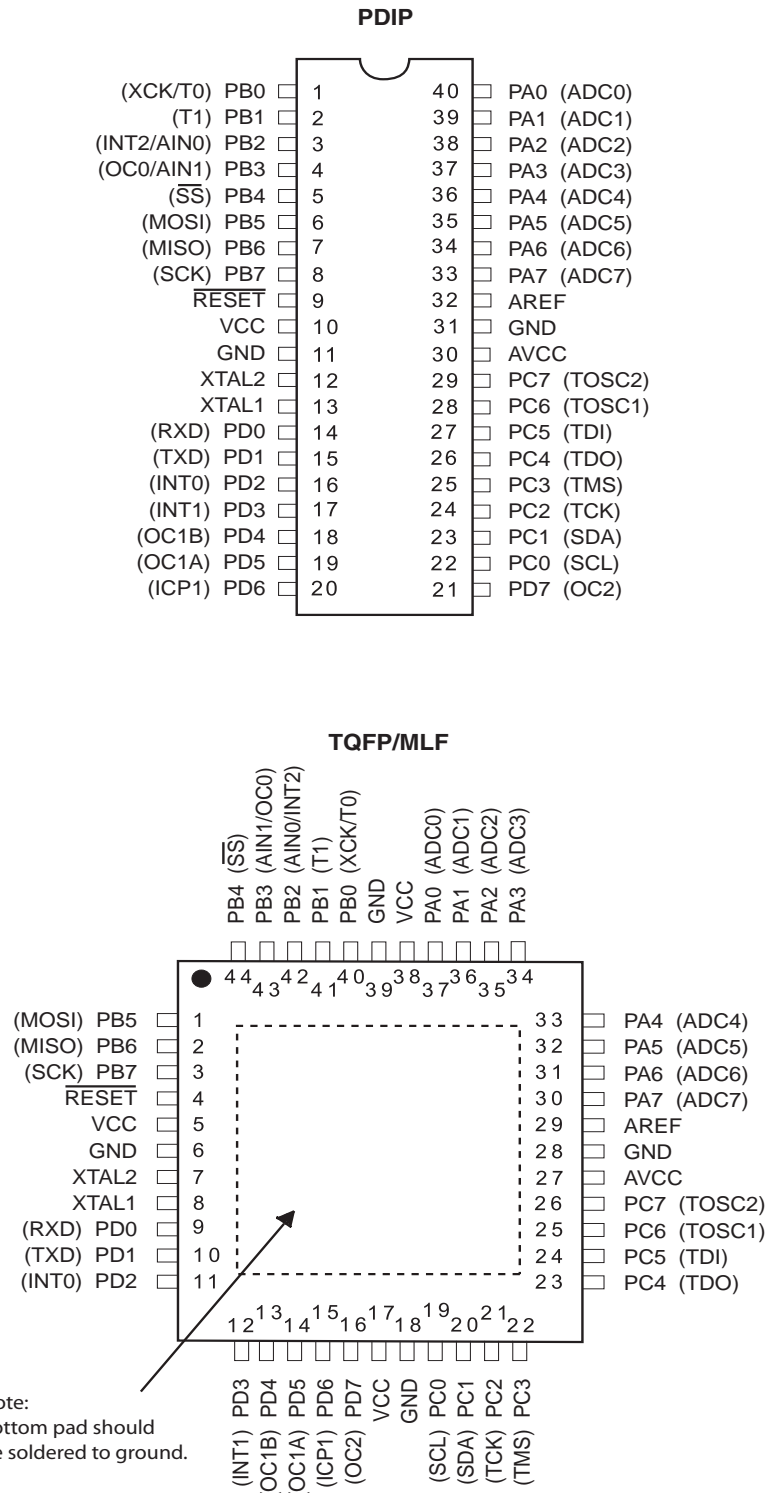 PDIP
(XCK/T0) PB0 1 40 PA0 (ADC0)
(T1) PB1 2 39 PA1 (ADC1)
(INT2/AIN0) PB2 3 38 PA2 (ADC2)
(OC0/AIN1) PB3 4 37 PA3 (ADC3)
(SS) PB4 5 36 PA4 (ADC4)
(MOSI) PB5 6 35 PA5 (ADC5)
(MISO) PB6 7 34 PA6 (ADC6)
(SCK) PB7 8 33 PA7 (ADC7)
RESET 9 32 AREF
VCC 10 31 GND
GND 11 30 AVCC
XTAL2 12 29 PC7 (TOSC2)
XTAL1 13 28 PC6 (TOSC1)
(RXD) PD0 14 27 PC5 (TDI)
(TXD) PD1 15 26 PC4 (TDO)
(INT0) PD2 16 25 PC3 (TMS)
(INT1) PD3 17 24 PC2 (TCK)
(OC1B) PD4 18 23 PC1 (SDA)
(OC1A) PD5 19 22 PC0 (SCL)
(ICP1) PD6 20 21 PD7 (OC2)
TQFP/MLF
PB4 (SS)
PB3 (AIN1/OC0)
PB2 (AIN0/INT2)
PB1 (T1)
PB0 (XCK/T0)
GND
VCC
PA0 (ADC0)
PA1 (ADC1)
PA2 (ADC2)
PA3 (ADC3)
44 43 42 41 40 39 38 37 36 35 34
(MOSI) PB5 1 33 PA4 (ADC4)
(MISO) PB6 2 32 PA5 (ADC5)
(SCK) PB7 3 31 PA6 (ADC6)
RESET 4 30 PA7 (ADC7)
VCC 5 29 AREF
GND 6 28 GND
XTAL2 7 27 AVCC
XTAL1 8 26 PC7 (TOSC2)
(RXD) PD0 9 25 PC6 (TOSC1)
(TXD) PD1 10 24 PC5 (TDI)
(INT0) PD2 11 23 PC4 (TDO)
12 13 14 15 16 17 18 19 20 21 22
(INT1) PD3
(OC1B) PD4
(OC1A) PD5
(ICP1) PD6
(OC2) PD7
VCC
GND
(SCL) PC0
(SDA) PC1
(TCK) PC2
(TMS) PC3
ote:
ottom pad should
e soldered to ground.